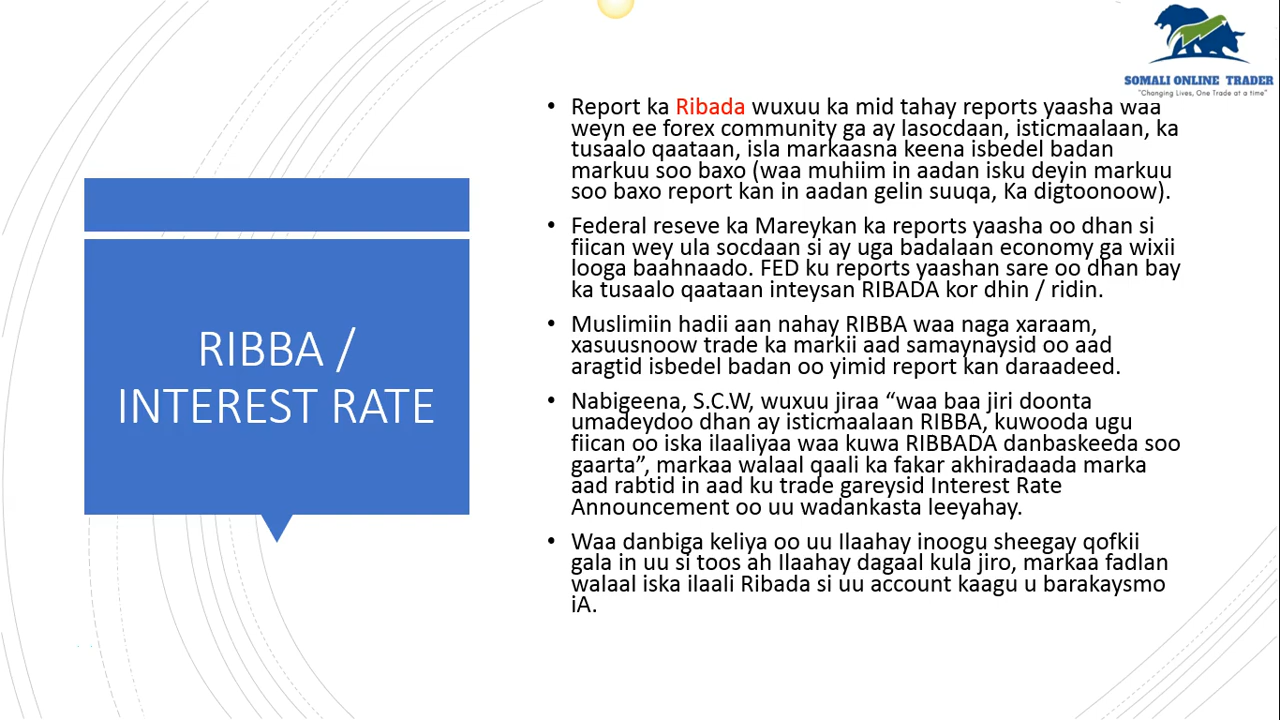 SOMALI ONLINE TRADER
"Changing Lives, One Trade at a time"
RIBBA /
INTEREST RATE
• Report ka Ribada wuxuu ka mid tahay reports yaasha waa
weyn ee forex community ga ay lasocdaan, isticmaalaan, ka
tusaalo qaataan, isla markaasna keena isbedel badan
markuu soo baxo (waa muhiim in aadan isku deyin markuu
soo baxo report kan in aadan gelin suuqa, Ka digtoonoow).
• Federal reseve ka Mareykan ka reports yaasha oo dhan si
fiican wey ula socdaan si ay uga badalaan economy ga wixii
looga baahnaado. FED ku reports yaashan sare oo dhan bay
ka tusaalo qaataan inteysan RIBADA kor dhin / ridin.
• Muslimiin hadii aan nahay RIBBA waa naga xaraam,
xasuusnoow trade ka markii aad samaynaysid oo aad
aragtid isbedel badan oo yimid report kan daraadeed.
• Nabigeena, S.C.W, wuxuu jiraa “waa baa jiri doonta
umadeydoo dhan ay isticmaalaan RIBBA, kuwooda ugu
fiican oo iska ilaaliyaa waa kuwa RIBBADA danbaskeeda soo
gaarta”, markaa walaal qaali ka fakar akhiradaada marka
aad rabtid in aad ku trade gareysid Interest Rate
Announcement oo uu wadankasta leeyahay.
• Waa danbiga keliya oo uu Ilaahay inoogu sheegay qofkii
gala in uu si toos ah Ilaahay dagaal kula jiro, markaa fadlan
walaal iska ilaali Ribada si uu account kaagu u barakaysmo
iA.